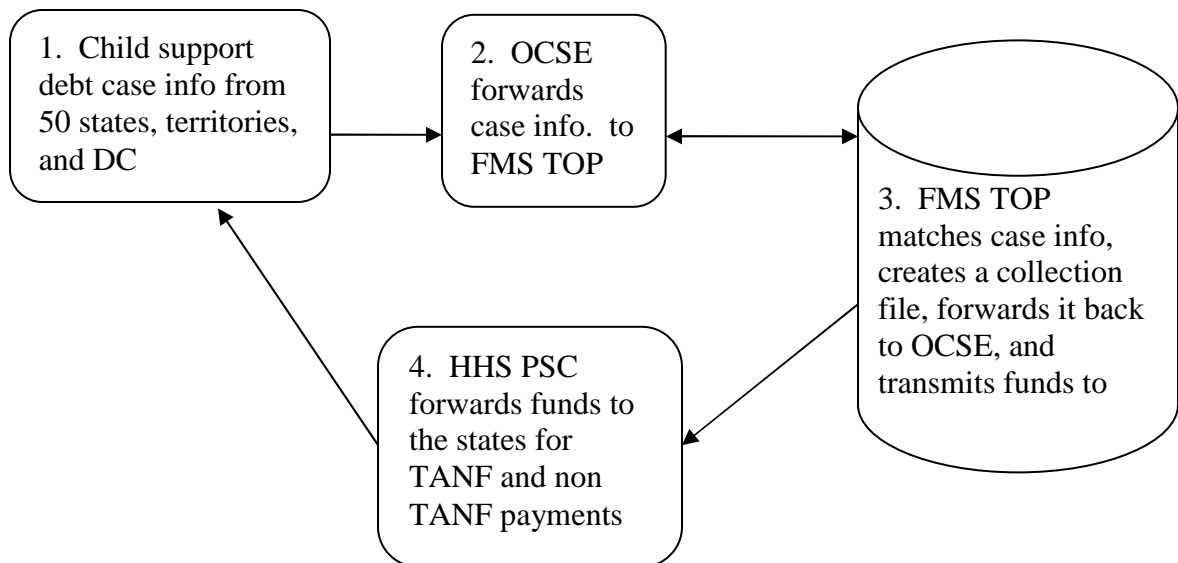 1. Child support
debt case info from
50 states, territories,
and DC
2. OCSE
forwards
case info. to
FMS TOP
3. FMS TOP
matches case info,
creates a collection
file, forwards it back
to OCSE, and
transmits funds to
4. HHS PSC
forwards funds to
the states for
TANF and non
TANF payments